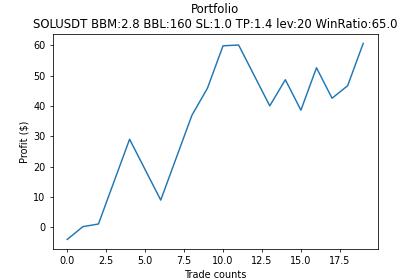 Portfolio
SOLUSDT BBM:2.8 BBL:160 SL:1.0 TP:1.4 lev:20 WinRatio:65.0
60
50
40
30
20
10
0
Profit ($)
0.0 2.5 5.0 7.5 10.0 12.5 15.0 17.5
Trade counts